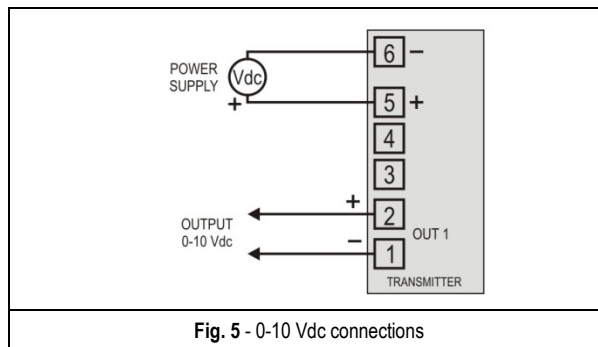 POWER
SUPPLY
Vdc
+
6 −
5 +
4
3
+
2
OUT 1
−
1
OUTPUT
0-10 Vdc
TRANSMITTER
Fig. 5 - 0-10 Vdc connections